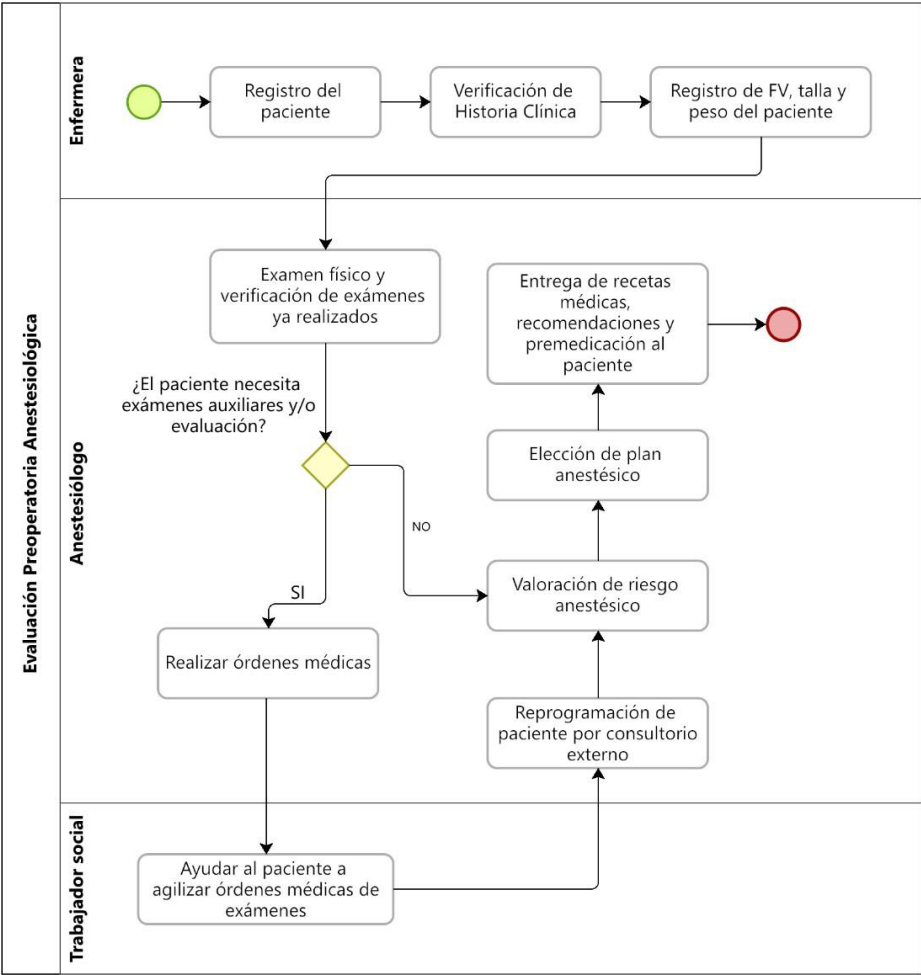 Evaluación Preoperatoria Anestesiológica
Enfermera
Registro del
paciente
Verificación de
Historia Clínica
Registro de FV, talla y
peso del paciente
Anestesiólogo
Examen físico y
verificación de exámenes
ya realizados
¿El paciente necesita
exámenes auxiliares y/o
evaluación?
SI
NO
Realizar órdenes médicas
Entrega de recetas
médicas,
recomendaciones y
premedicación al
paciente
Elección de plan
anestésico
Valoración de riesgo
anestésico
Reprogramación de
paciente por consultorio
externo
Trabajador social
Ayudar al paciente a
agilizar órdenes médicas de
exámenes